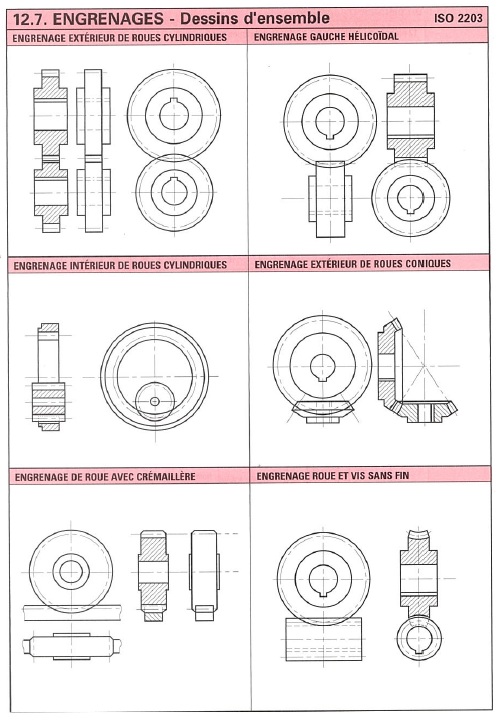 12.7. ENGRENAGES - Dessins d'ensemble ISO 2203
ENGRENAGE EXTÉRIEUR DE ROUES CYLINDRIQUES
ENGRENAGE GAUCHE HÉLICOÏDAL
ENGRENAGE INTÉRIEUR DE ROUES CYLINDRIQUES
ENGRENAGE EXTÉRIEUR DE ROUES CONIQUES
ENGRENAGE DE ROUE AVEC CRÉMAILLÈRE
ENGRENAGE ROUE ET VIS SANS FIN